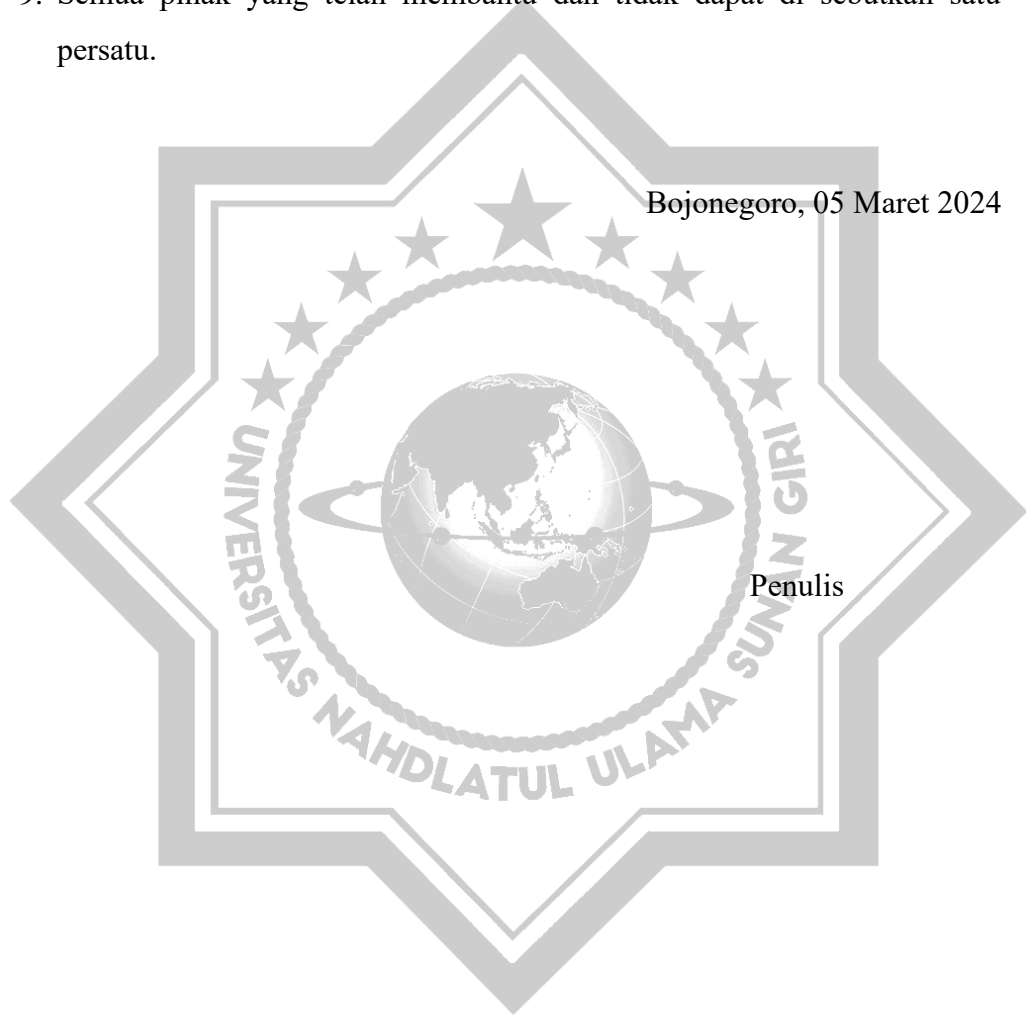 9. Semua pihak yang telah membantu dan tidak dapat di sebutkan satu
persatu.
Bojonegoro, 05 Maret 2024
Penulis
UNIVERSITAS NAHDLATUL ULAMA SUNAN GIRI